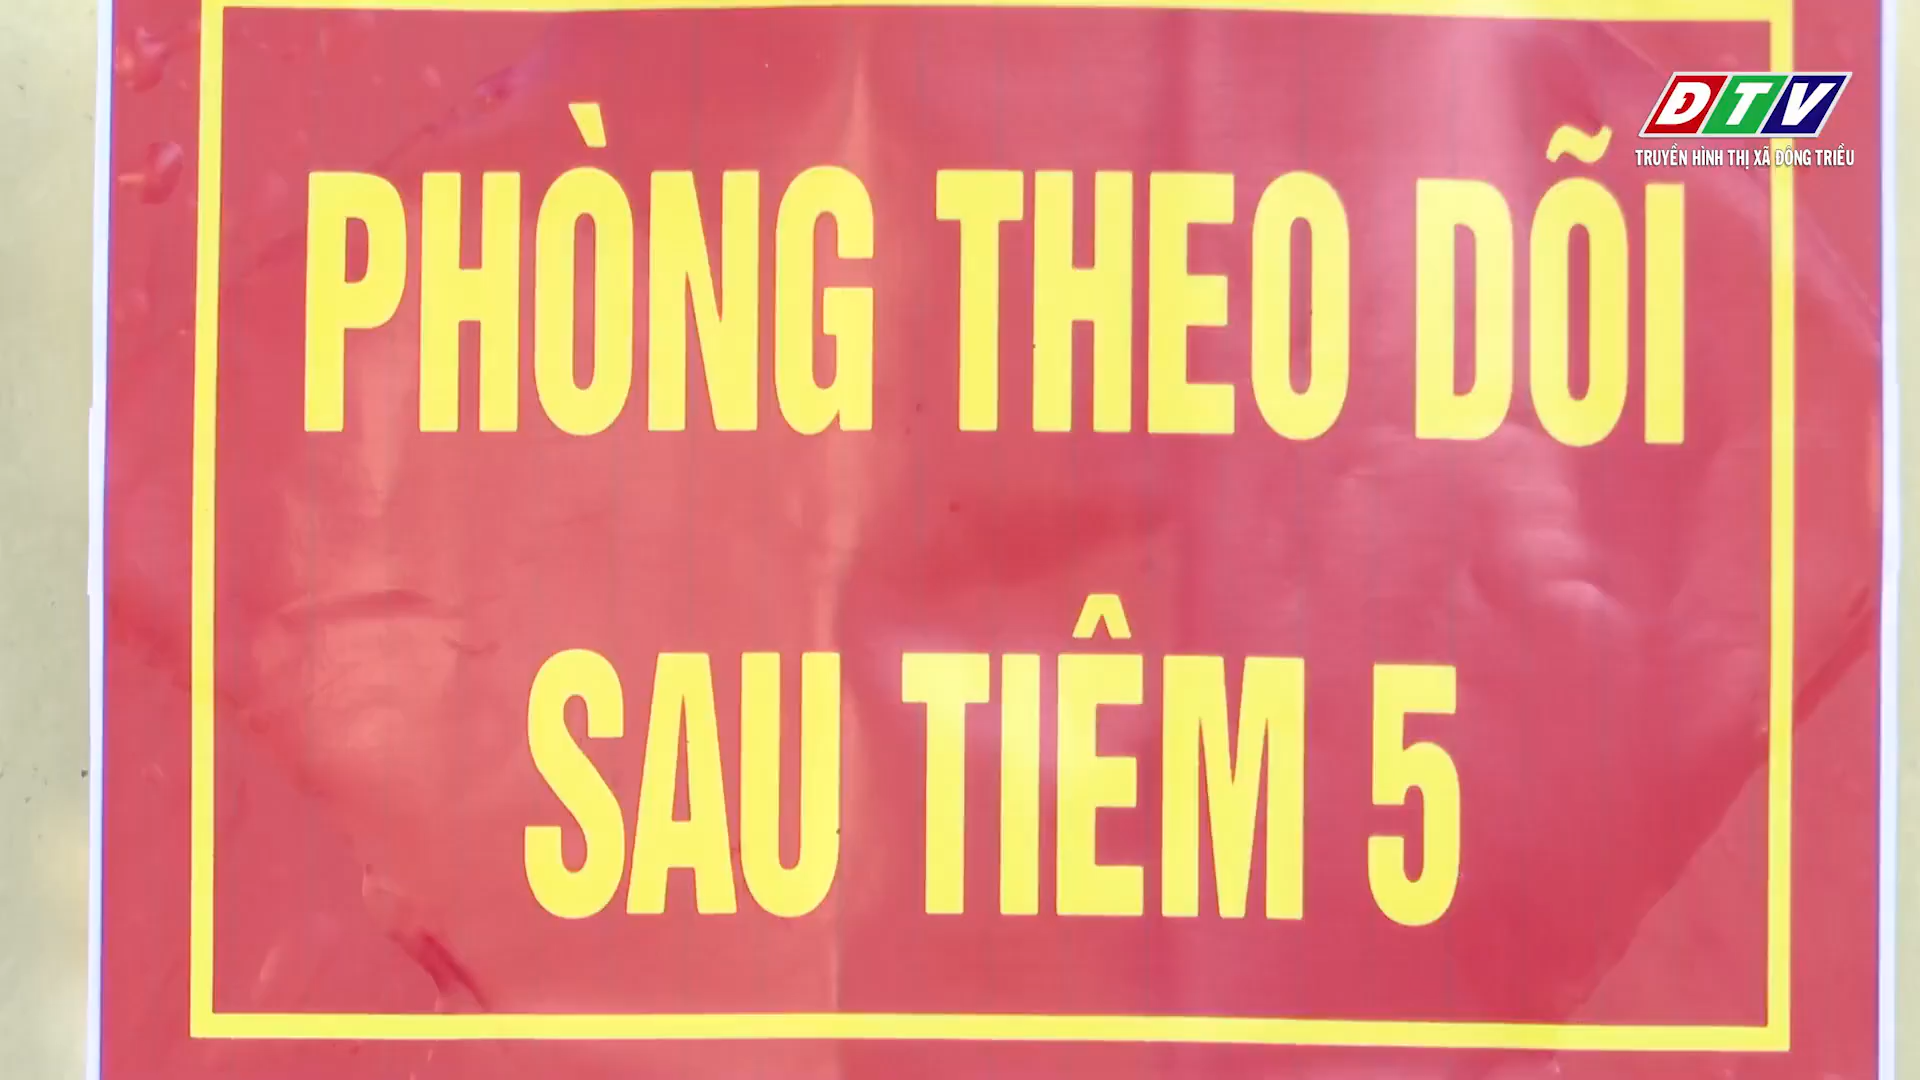 ĐTV
TRUYỀN HÌNH THỊ XÃ ĐÔNG TRIỀU
PHÒNG THEO DÕI
SAU TIÊM 5